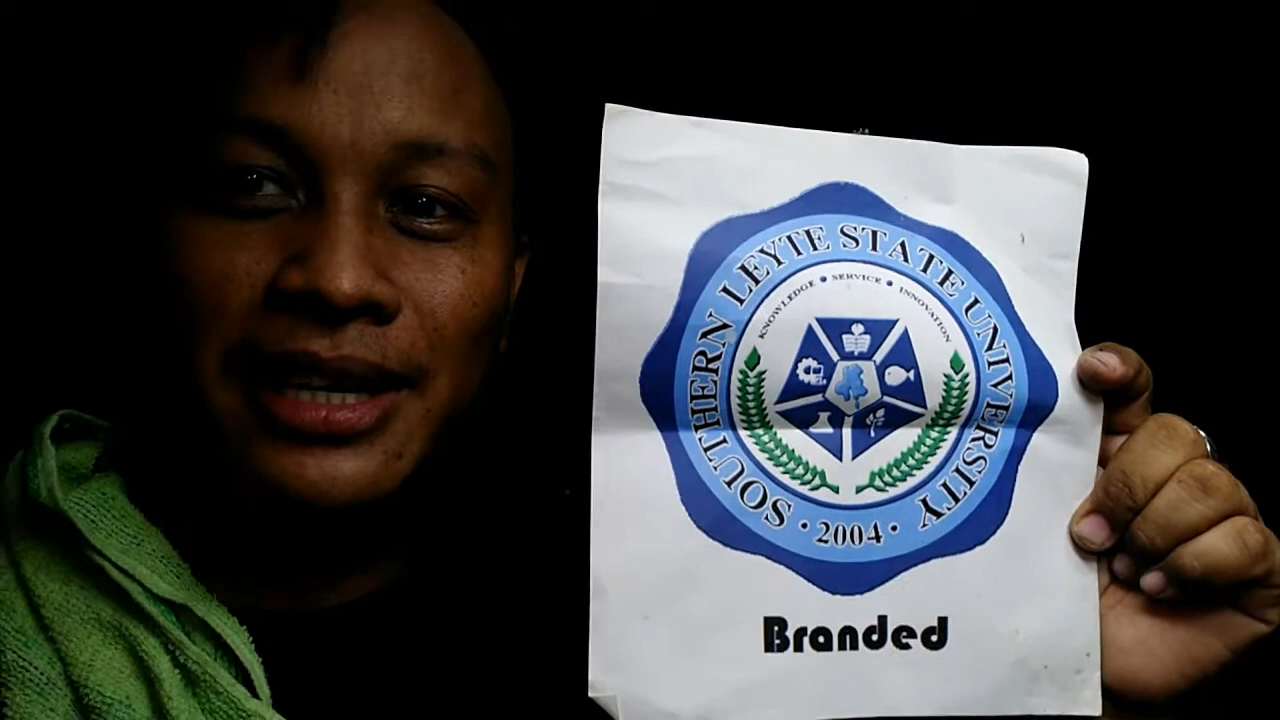 SOUTHERN LEYTE STATE UNIVERSITY
KNOWLEDGE • SERVICE • INNOVATION
• 2004 •
Branded